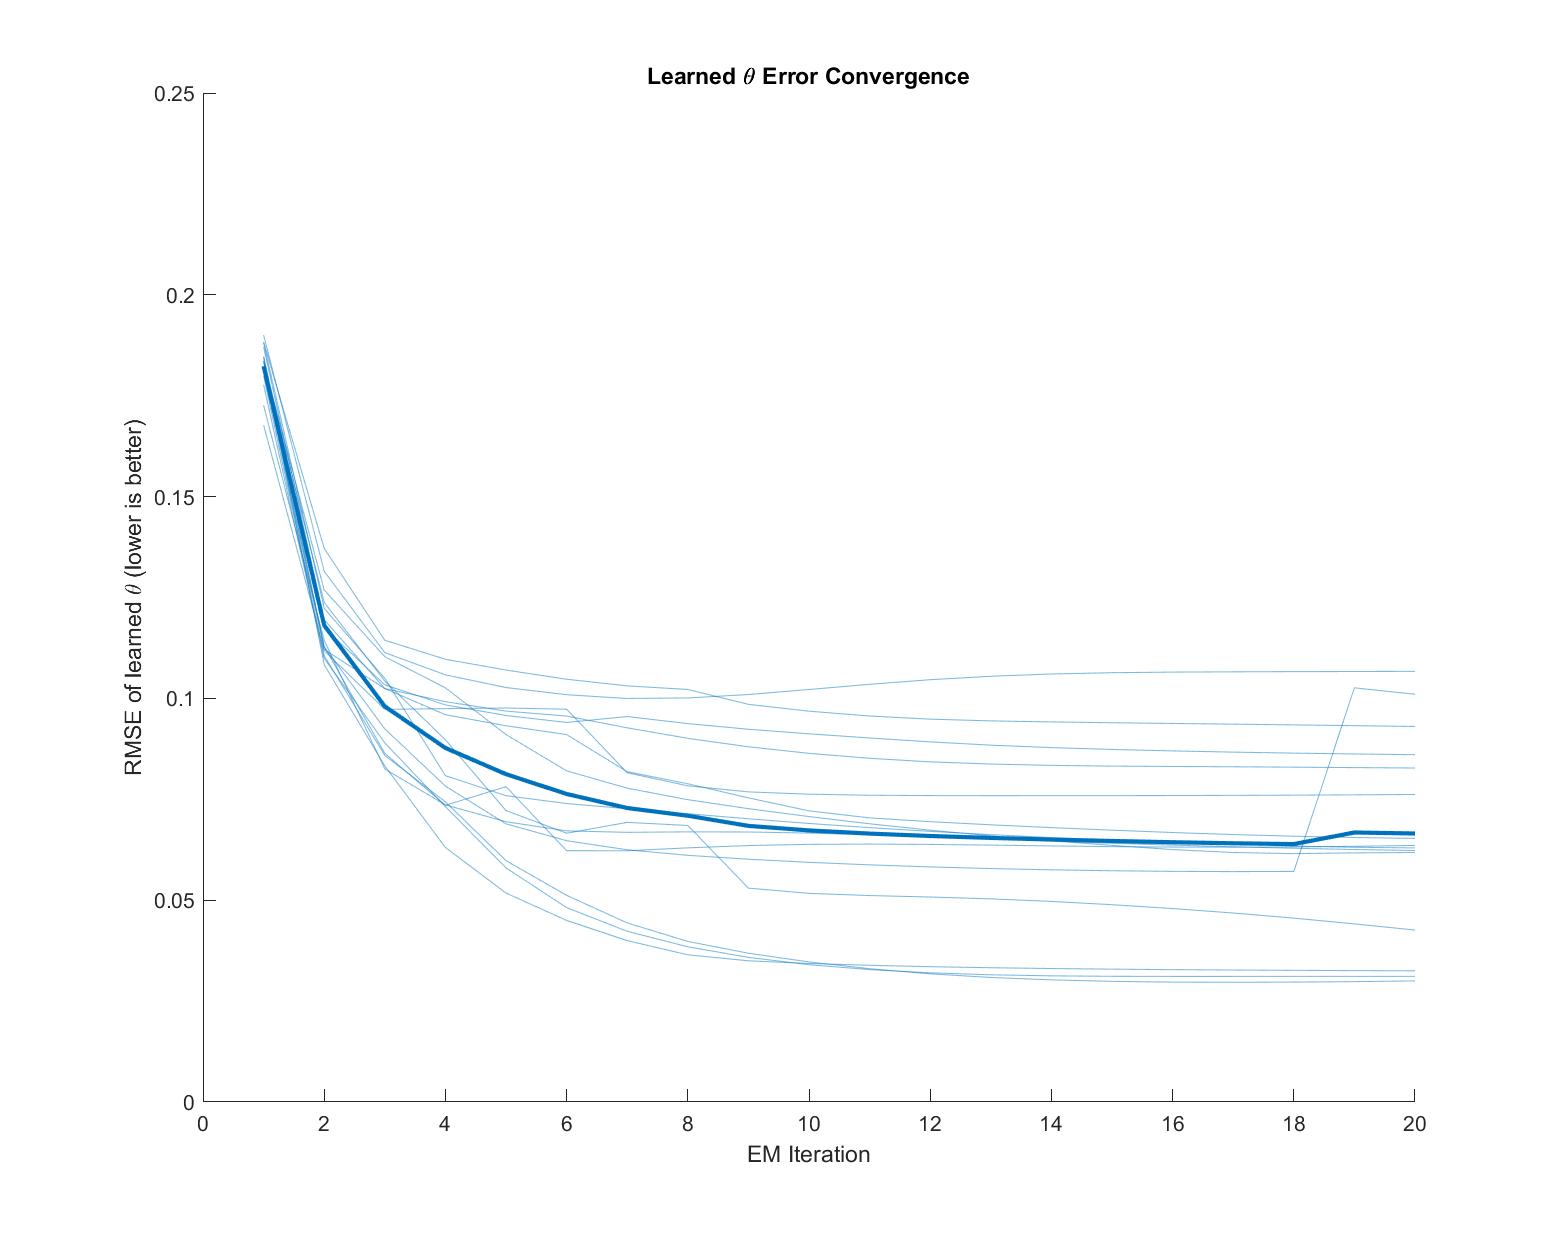 Learned θ Error Convergence
RMSE of learned θ (lower is better)
0.25
0.2
0.15
0.1
0.05
0
0 2 4 6 8 10 12 14 16 18 20
EM Iteration